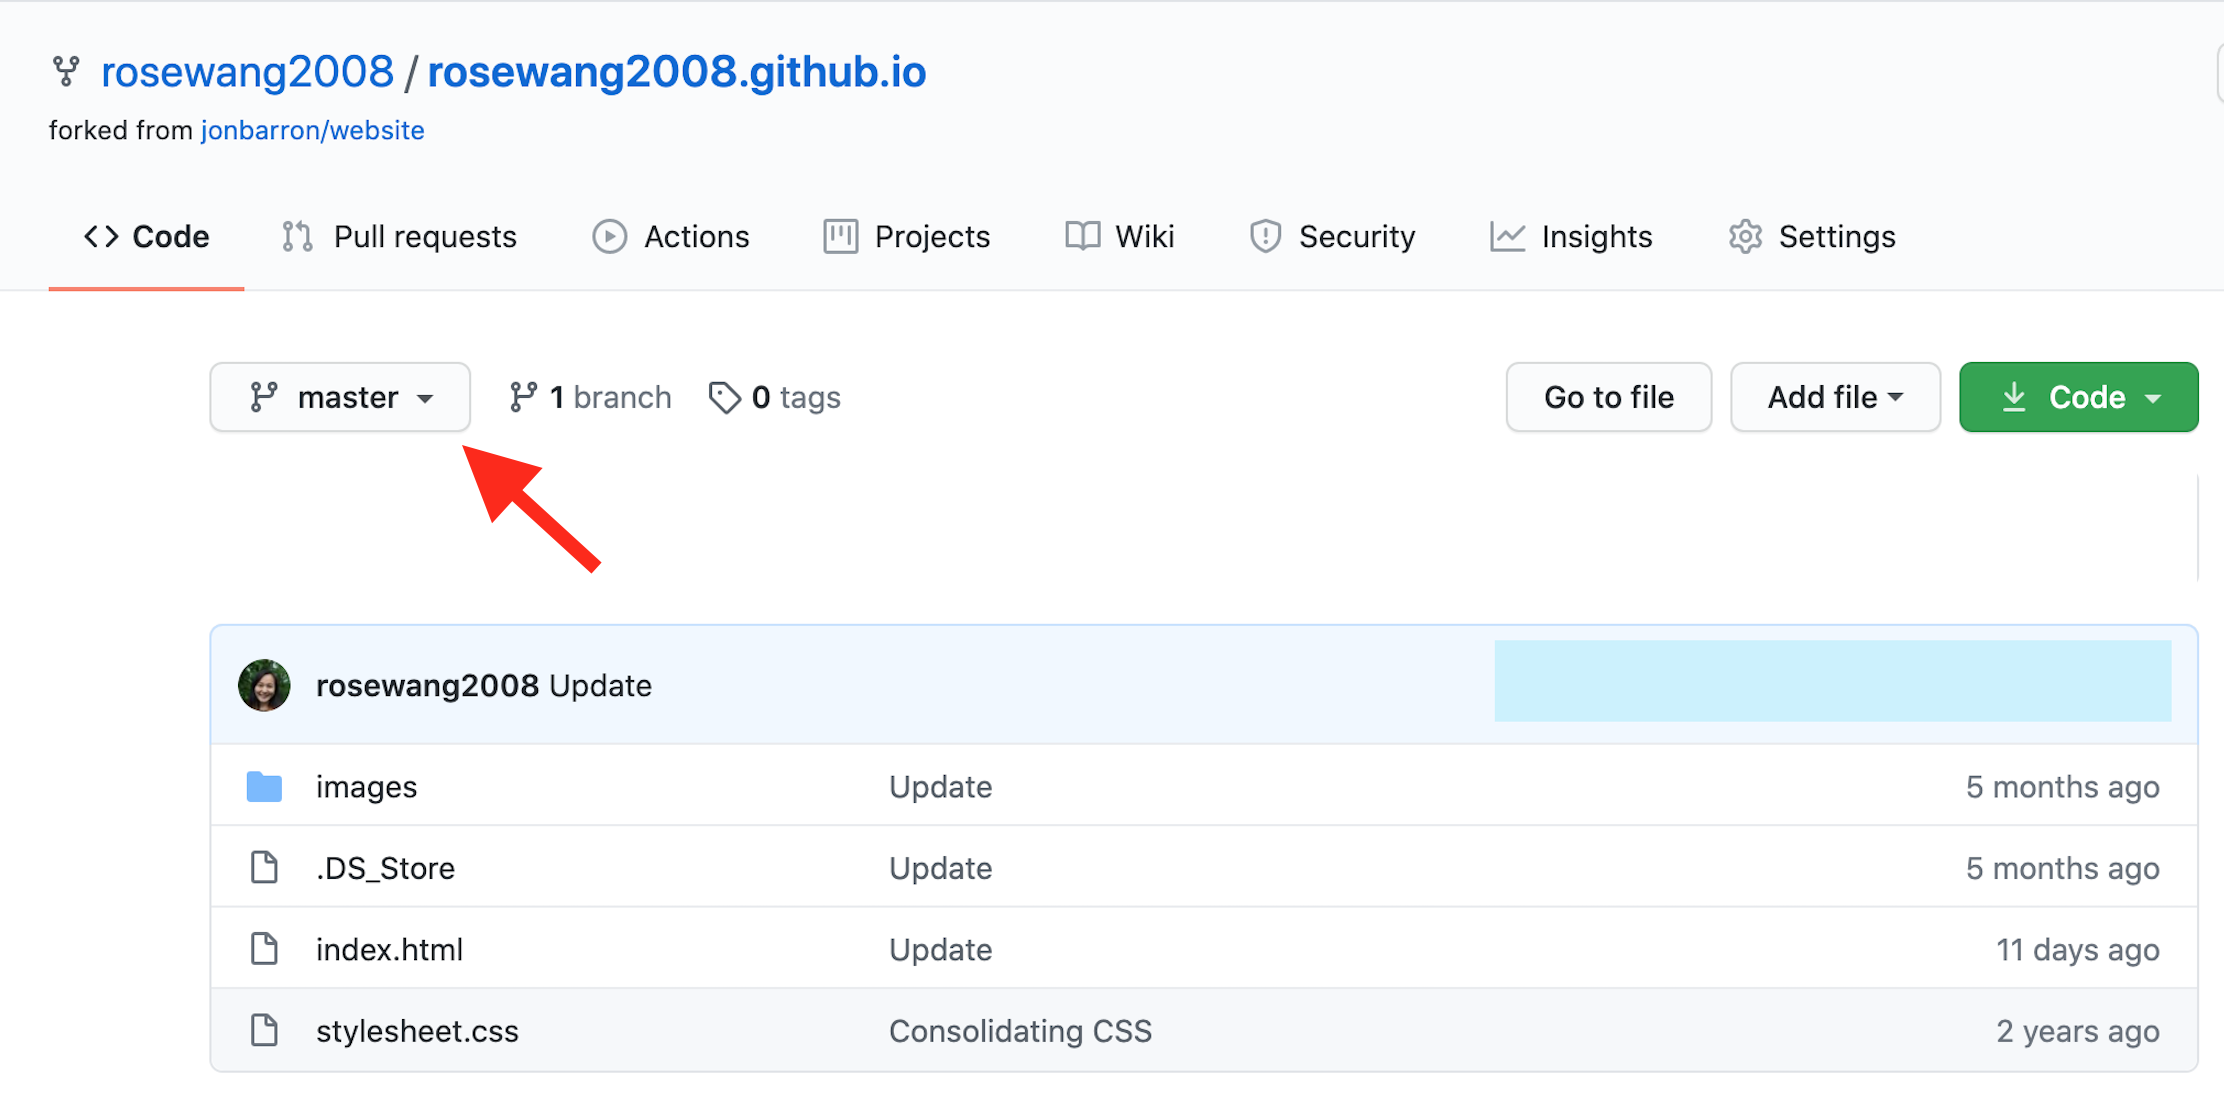 rosewang2008 / rosewang2008.github.io
forked from jonbarron/website
Code Pull requests Actions Projects Wiki Security Insights Settings
master 1 branch 0 tags Go to file Add file Code
rosewang2008 Update
images Update 5 months ago
.DS_Store Update 5 months ago
index.html Update 11 days ago
stylesheet.css Consolidating CSS 2 years ago